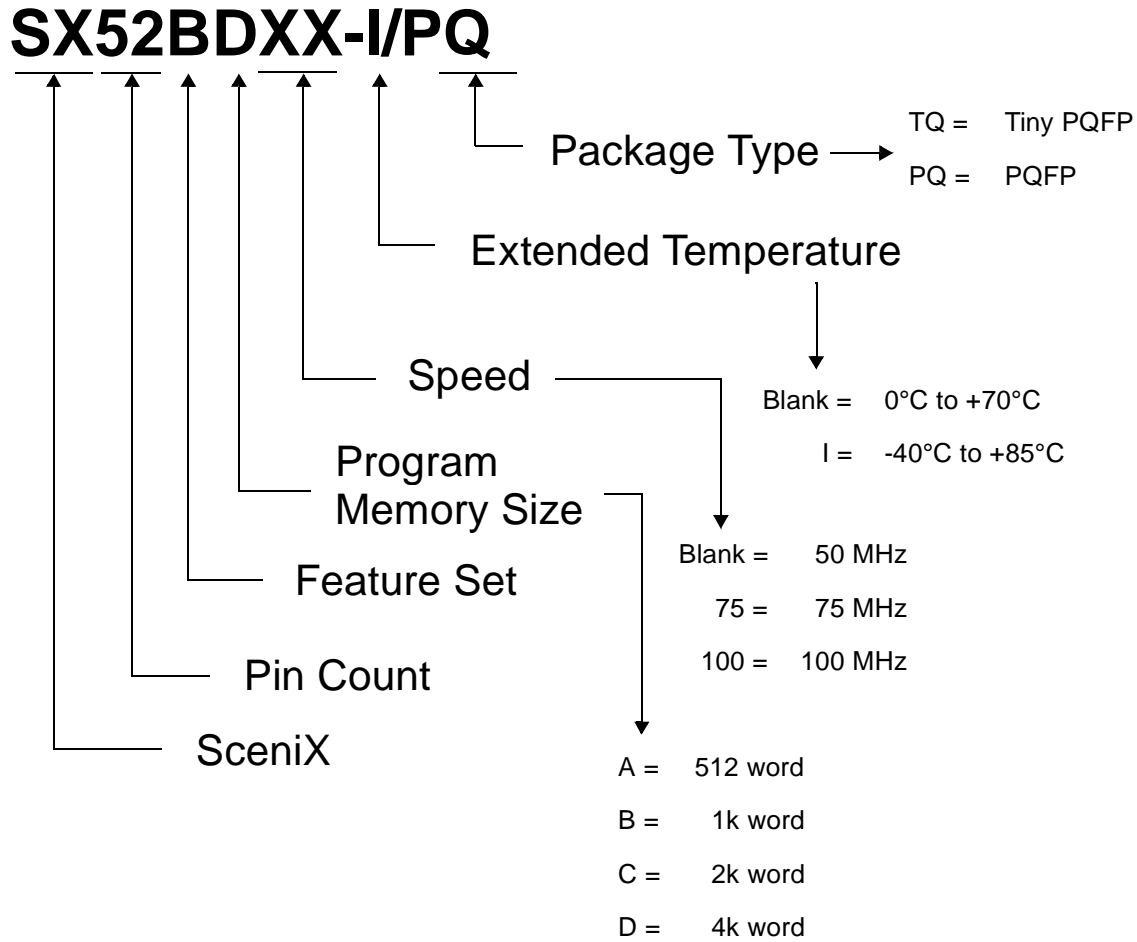 SX52BDXX-I/PQ
Package Type
TQ = Tiny PQFP
PQ = PQFP
Extended Temperature
Blank = 0°C to +70°C
I = -40°C to +85°C
Speed
Blank = 50 MHz
75 = 75 MHz
100 = 100 MHz
Program
Memory Size
A = 512 word
B = 1k word
C = 2k word
D = 4k word
Feature Set
Pin Count
SceniX